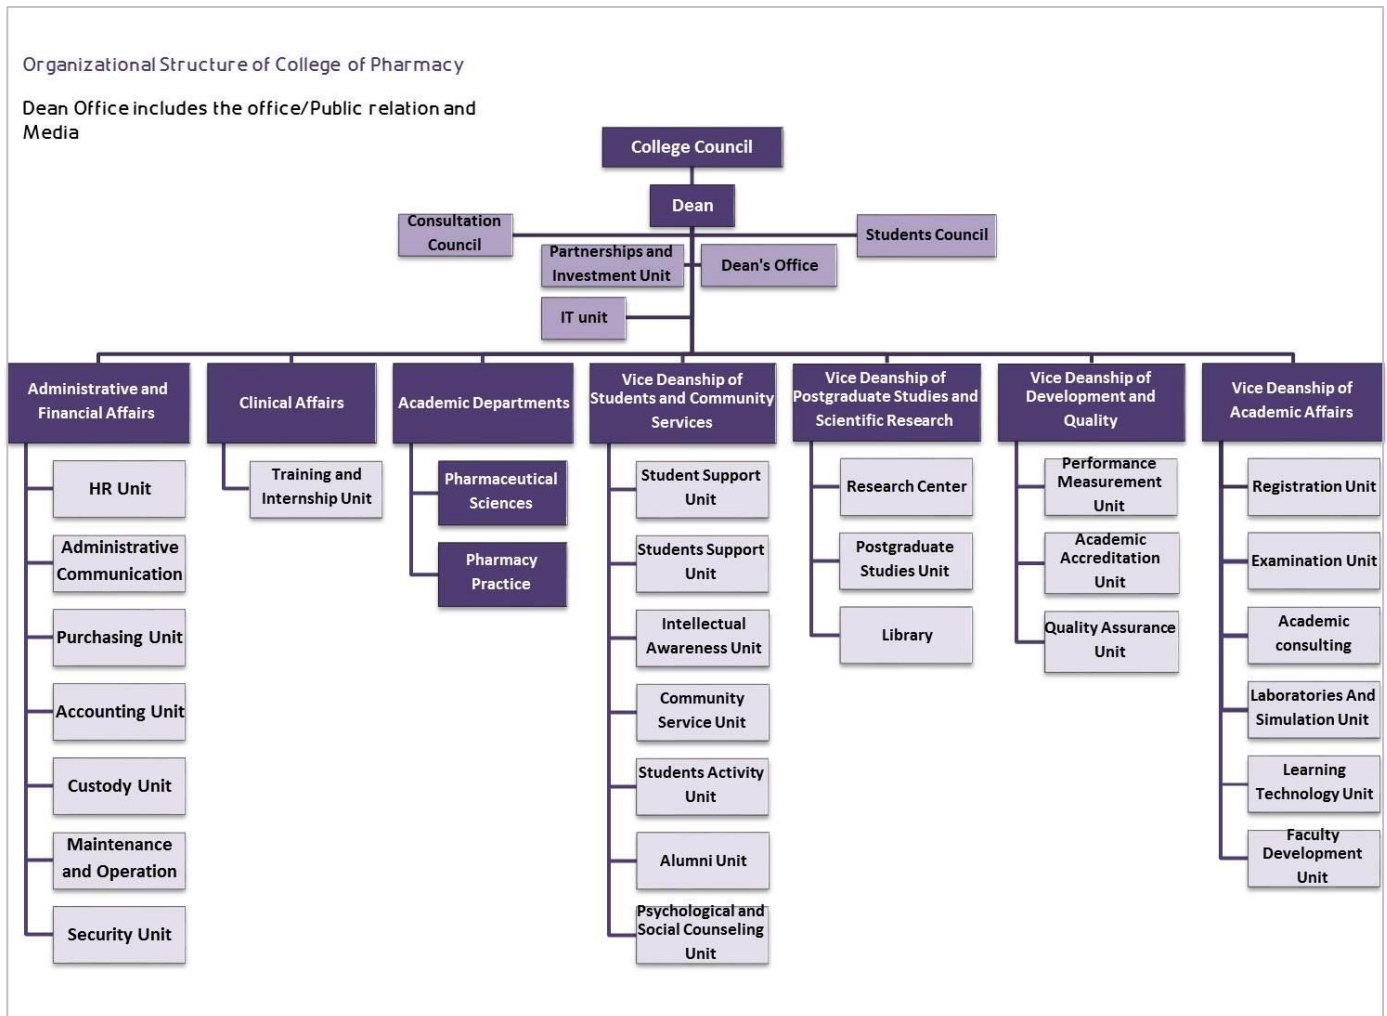 Organizational Structure of College of Pharmacy
Dean Office includes the office/Public relation and
Media
College Council
Dean
Consultation
Council
Students Council
Partnerships and
Investment Unit
Dean's Office
IT unit
Administrative and
Financial Affairs
HR Unit
Administrative
Communication
Purchasing Unit
Accounting Unit
Custody Unit
Maintenance
and Operation
Security Unit
Clinical Affairs
Training and
Internship Unit
Academic Departments
Pharmaceutical
Sciences
Pharmacy
Practice
Vice Deanship of
Students and Community
Services
Student Support
Unit
Students Support
Unit
Intellectual
Awareness Unit
Community
Service Unit
Students Activity
Unit
Alumni Unit
Psychological and
Social Counseling
Unit
Vice Deanship of
Postgraduate Studies and
Scientific Research
Research Center
Postgraduate
Studies Unit
Library
Vice Deanship of
Development and
Quality
Performance
Measurement
Unit
Academic
Accreditation
Unit
Quality Assurance
Unit
Vice Deanship of
Academic Affairs
Registration Unit
Examination Unit
Academic
consulting
Laboratories And
Simulation Unit
Learning
Technology Unit
Faculty
Development
Unit